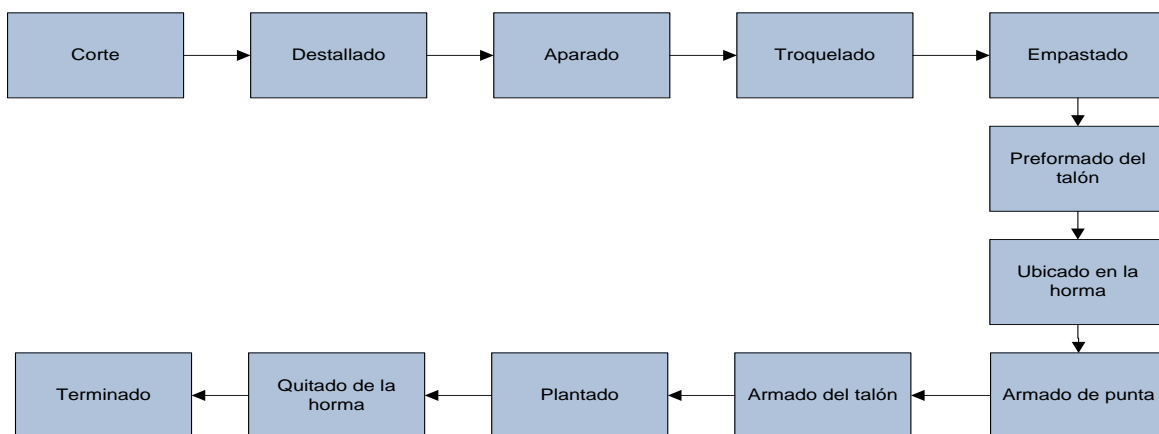 Corte
Destallado
Aparado
Troquelado
Empastado
Preformado del
talón
Ubicado en la
horma
Armado de punta
Armado del talón
Plantado
Quitado de la
horma
Terminado